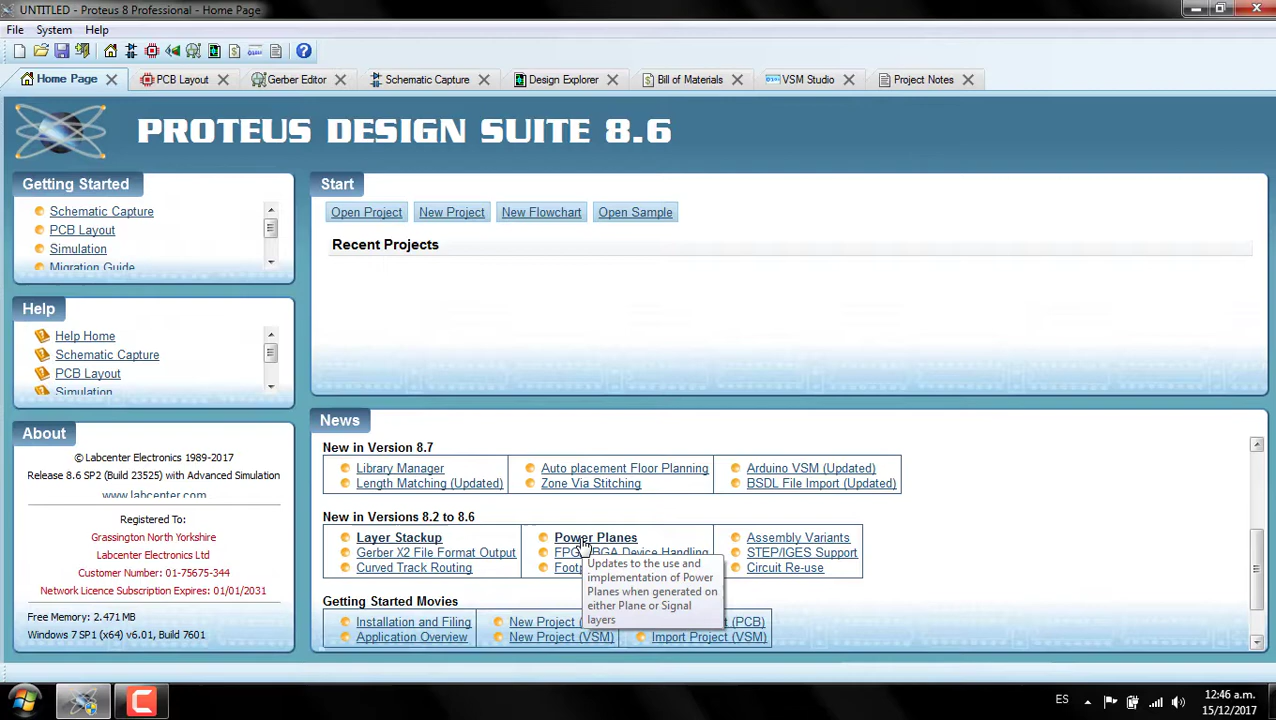 UNTITLED - Proteus 8 Professional - Home Page
File System Help
Home Page PCB Layout Gerber Editor Schematic Capture Design Explorer Bill of Materials VSM Studio Project Notes
PROTEUS DESIGN SUITE 8.6
Getting Started
Schematic Capture
PCB Layout
Simulation
Migration Guide
Help
Help Home
Schematic Capture
PCB Layout
Simulation
About
© Labcenter Electronics 1989-2017
Release 8.6 SP2 (Build 23525) with Advanced Simulation
www.labcenter.com
Registered To:
Grassington North Yorkshire
Labcenter Electronics Ltd
Customer Number: 01-75675-344
Network Licence Subscription Expires: 01/01/2031
Free Memory: 2.471 MB
Windows 7 SP1 (x64) v6.01, Build 7601
Start
Open Project New Project New Flowchart Open Sample
Recent Projects
News
New in Version 8.7
Library Manager Auto placement Floor Planning Arduino VSM (Updated)
Length Matching (Updated) Zone Via Stitching BSDL File Import (Updated)
New in Versions 8.2 to 8.6
Layer Stackup Power Planes Assembly Variants
Gerber X2 File Format Output Device Handling STEP/IGES Support
Curved Track Routing Circuit Re-use
Updates to the use and
implementation of Power
Planes when generated on
either Plane or Signal
layers
Getting Started Movies
Installation and Filing New Project (PCB)
Application Overview New Project (VSM) Import Project (VSM)
ES
12:46 a.m.
15/12/2017